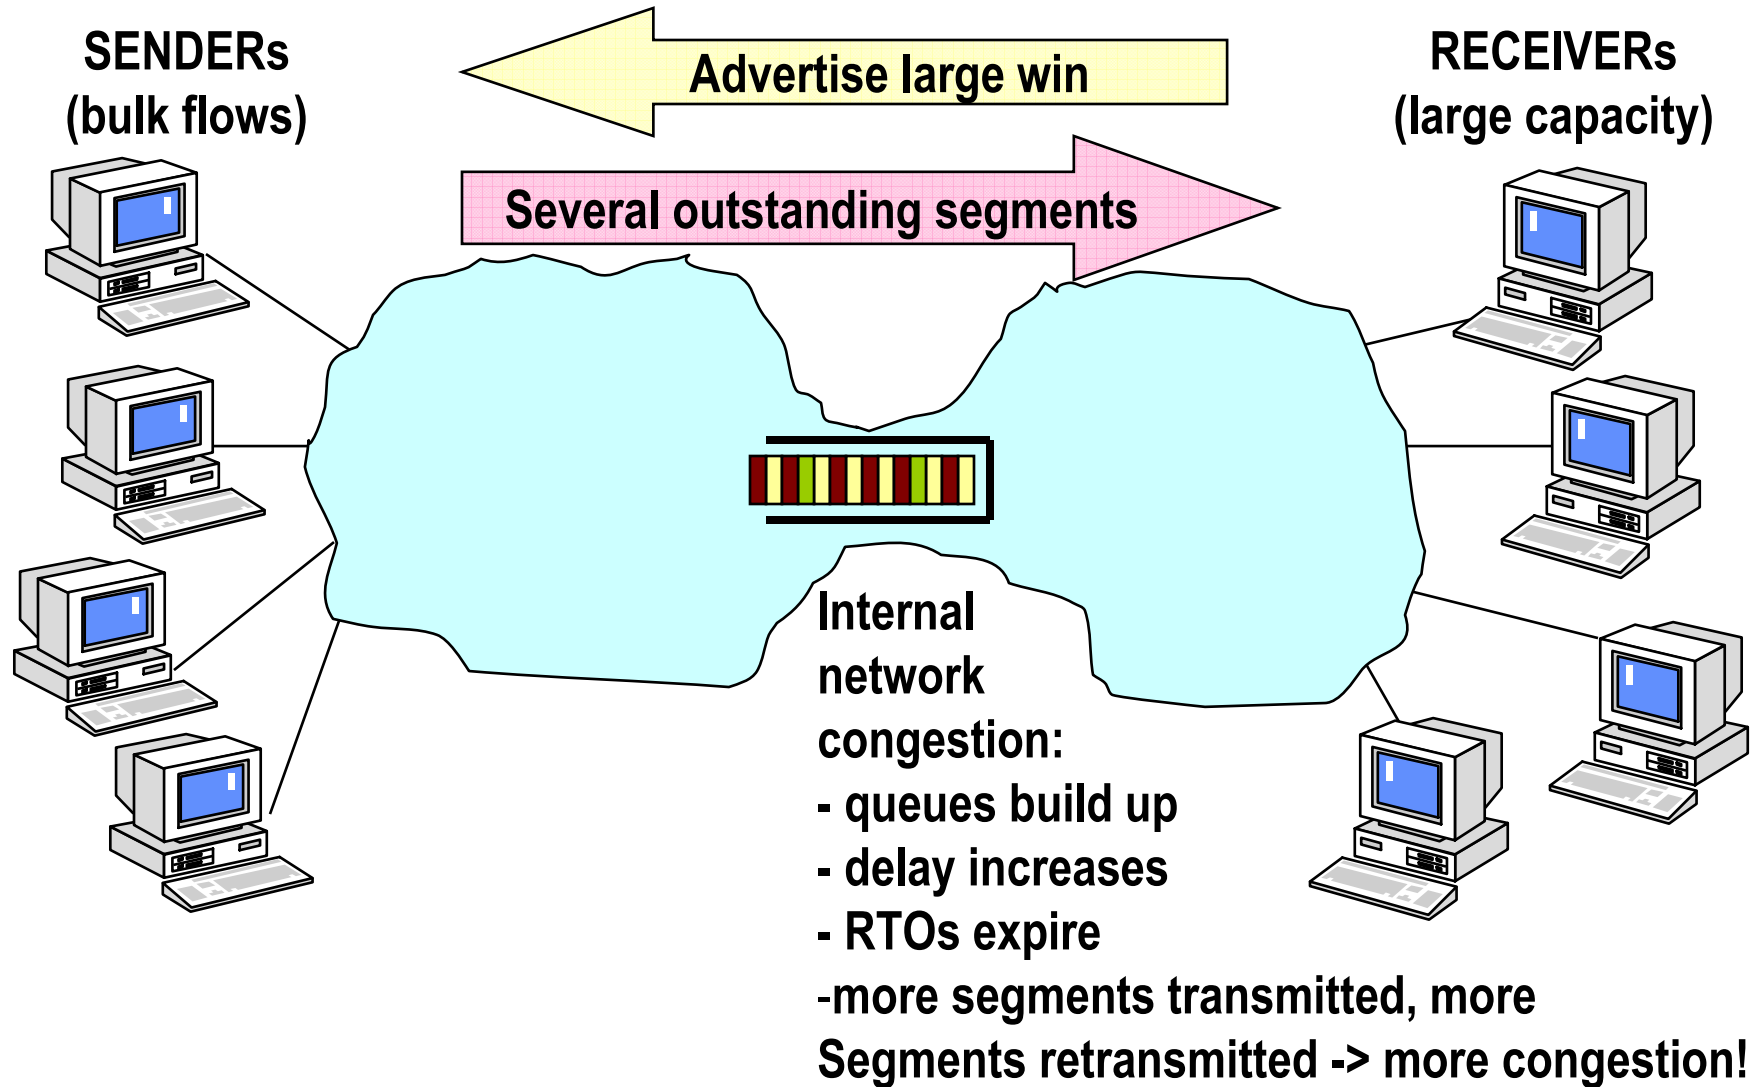 SENDERs
(bulk flows)
Advertise large win
RECEIVERs
(large capacity)
Several outstanding segments
Internal
network
congestion:
- queues build up
- delay increases
- RTOs expire
-more segments transmitted, more
Segments retransmitted -> more congestion!